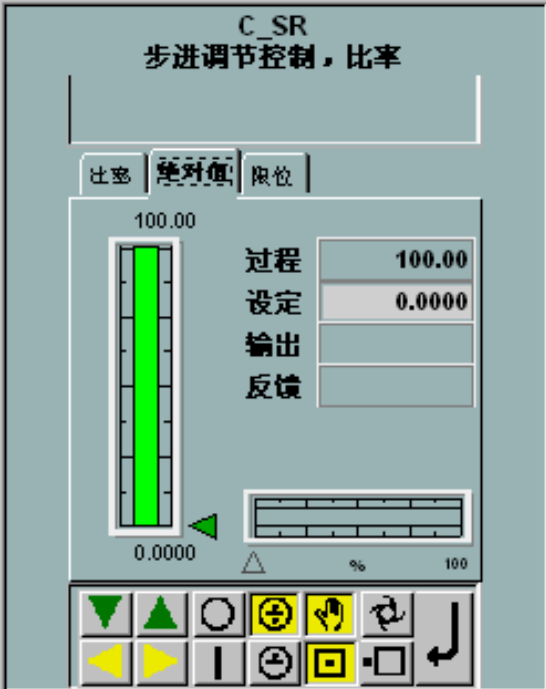 C_SR
步进调节控制，比率
比率 绝对值 限位
100.00
过程 100.00
设定 0.0000
输出
反馈
0.0000
% 100